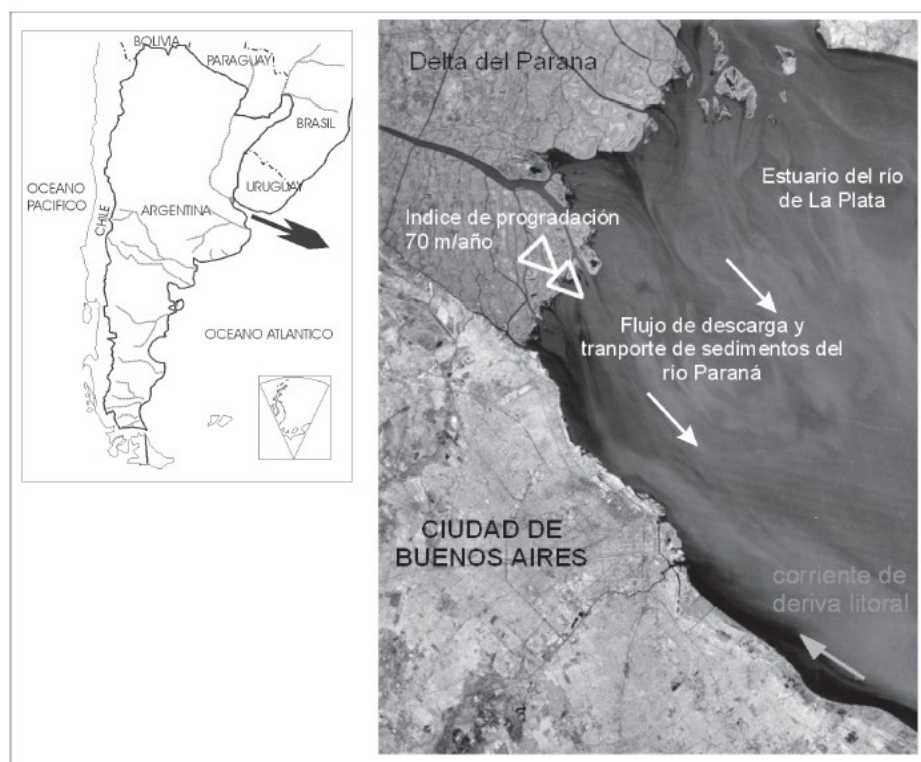 BOLIVIA
PARAGUAY
BRASIL
URUGUAY
OCEANO
PACIFICO
CHILE
ARGENTINA
OCEANO ATLANTICO
Delta del Parana
Estuario del río
de La Plata
Indice de progradación
70 m/año
Flujo de descarga y
tranporte de sedimentos del
río Paraná
CIUDAD DE
BUENOS AIRES
corriente de
deriva litoral